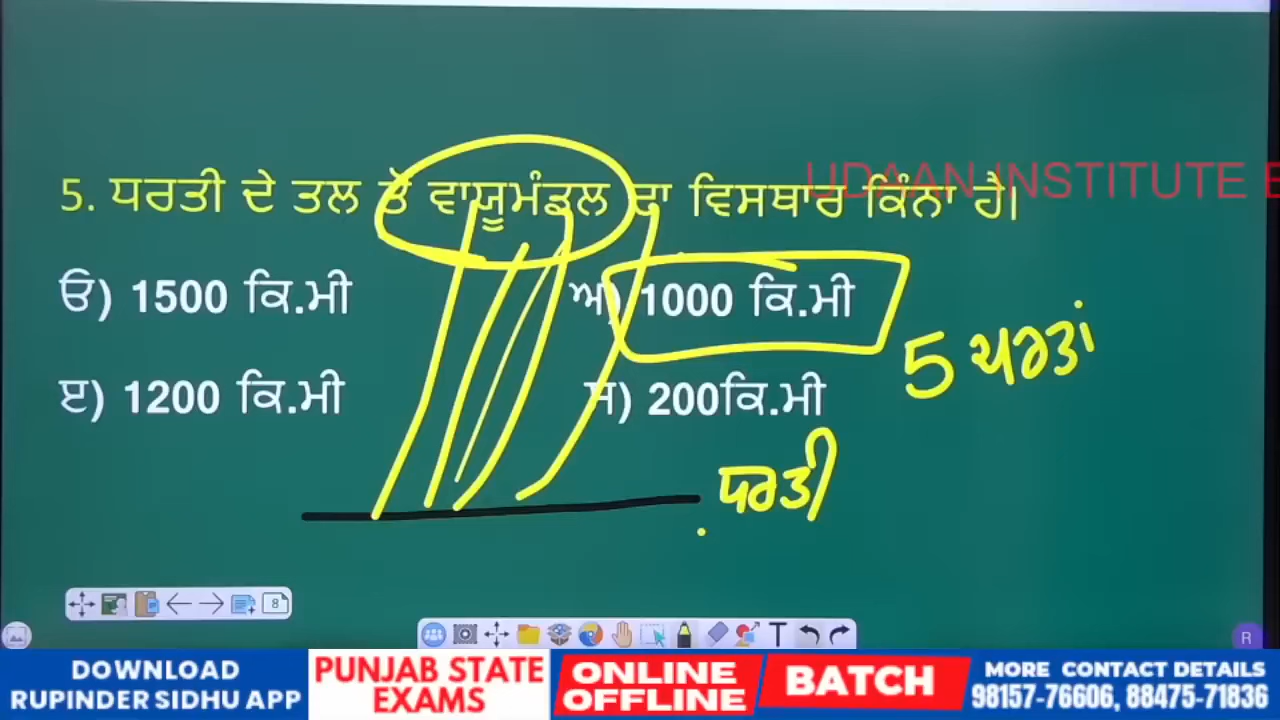 5. ਧਰਤੀ ਦੇ ਤਲ ਤੋਂ ਵਾਯੂਮੰਡਲ ਦਾ ਵਿਸਥਾਰ ਕਿੰਨਾ ਹੈ।
UDAAN INSTITUTE
ਓ) 1500 ਕਿ.ਮੀ
ਅ) 1000 ਕਿ.ਮੀ
5 ਪਰਤਾਂ
ੲ) 1200 ਕਿ.ਮੀ
ਸ) 200ਕਿ.ਮੀ
ਧਰਤੀ
8
T
R
DOWNLOAD
RUPINDER SIDHU APP
PUNJAB STATE
EXAMS
ONLINE
OFFLINE
BATCH
MORE CONTACT DETAILS
98157-76606, 88475-71836